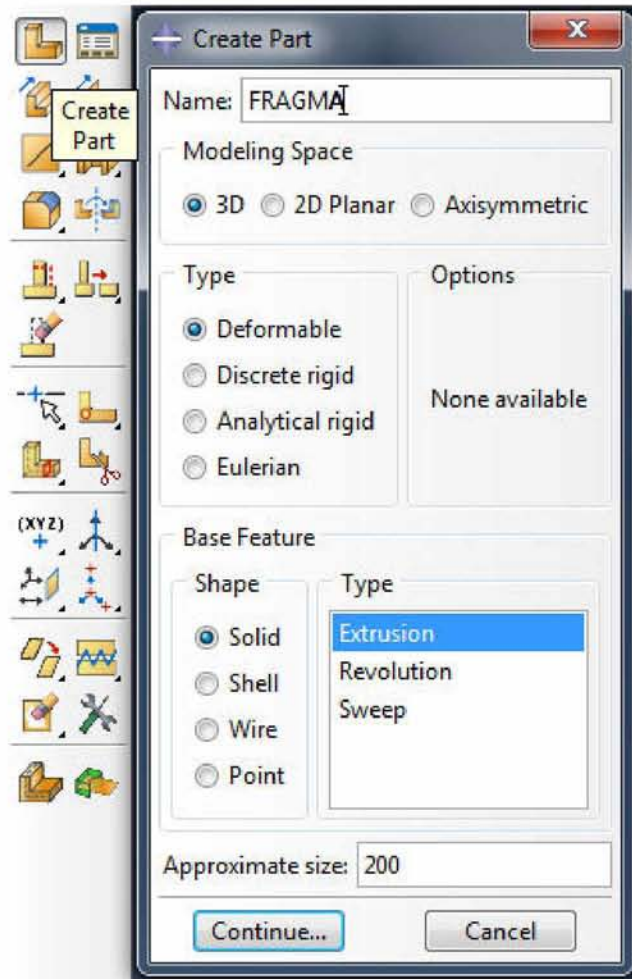 Create Part
Name: FRAGMA
Create
Part
Modeling Space
3D 2D Planar Axisymmetric
Type
Options
Deformable
Discrete rigid
Analytical rigid
Eulerian
None available
(XYZ)
Base Feature
Shape
Type
Solid
Shell
Wire
Point
Extrusion
Revolution
Sweep
Approximate size: 200
Continue... Cancel